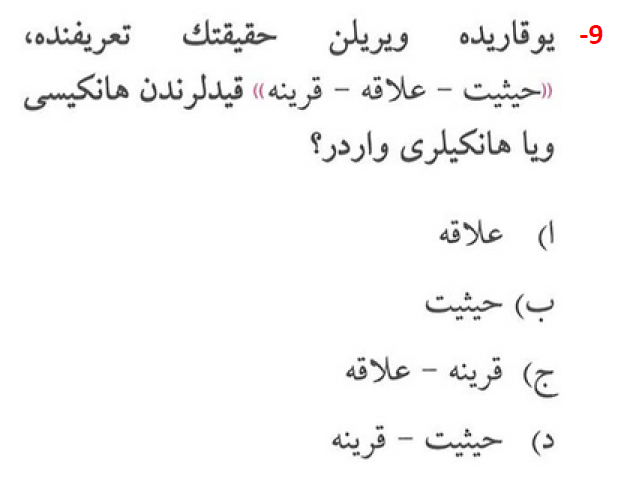 9- يوقاريده ويريلن حقيقتك تعريفنده،
((حيثيت – علاقه – قرينه)) قيدلرندن هانكيسى
ويا هانكيلرى واردر؟
ا) علاقه
ب) حيثيت
ج) قرينه – علاقه
د) حيثيت – قرينه